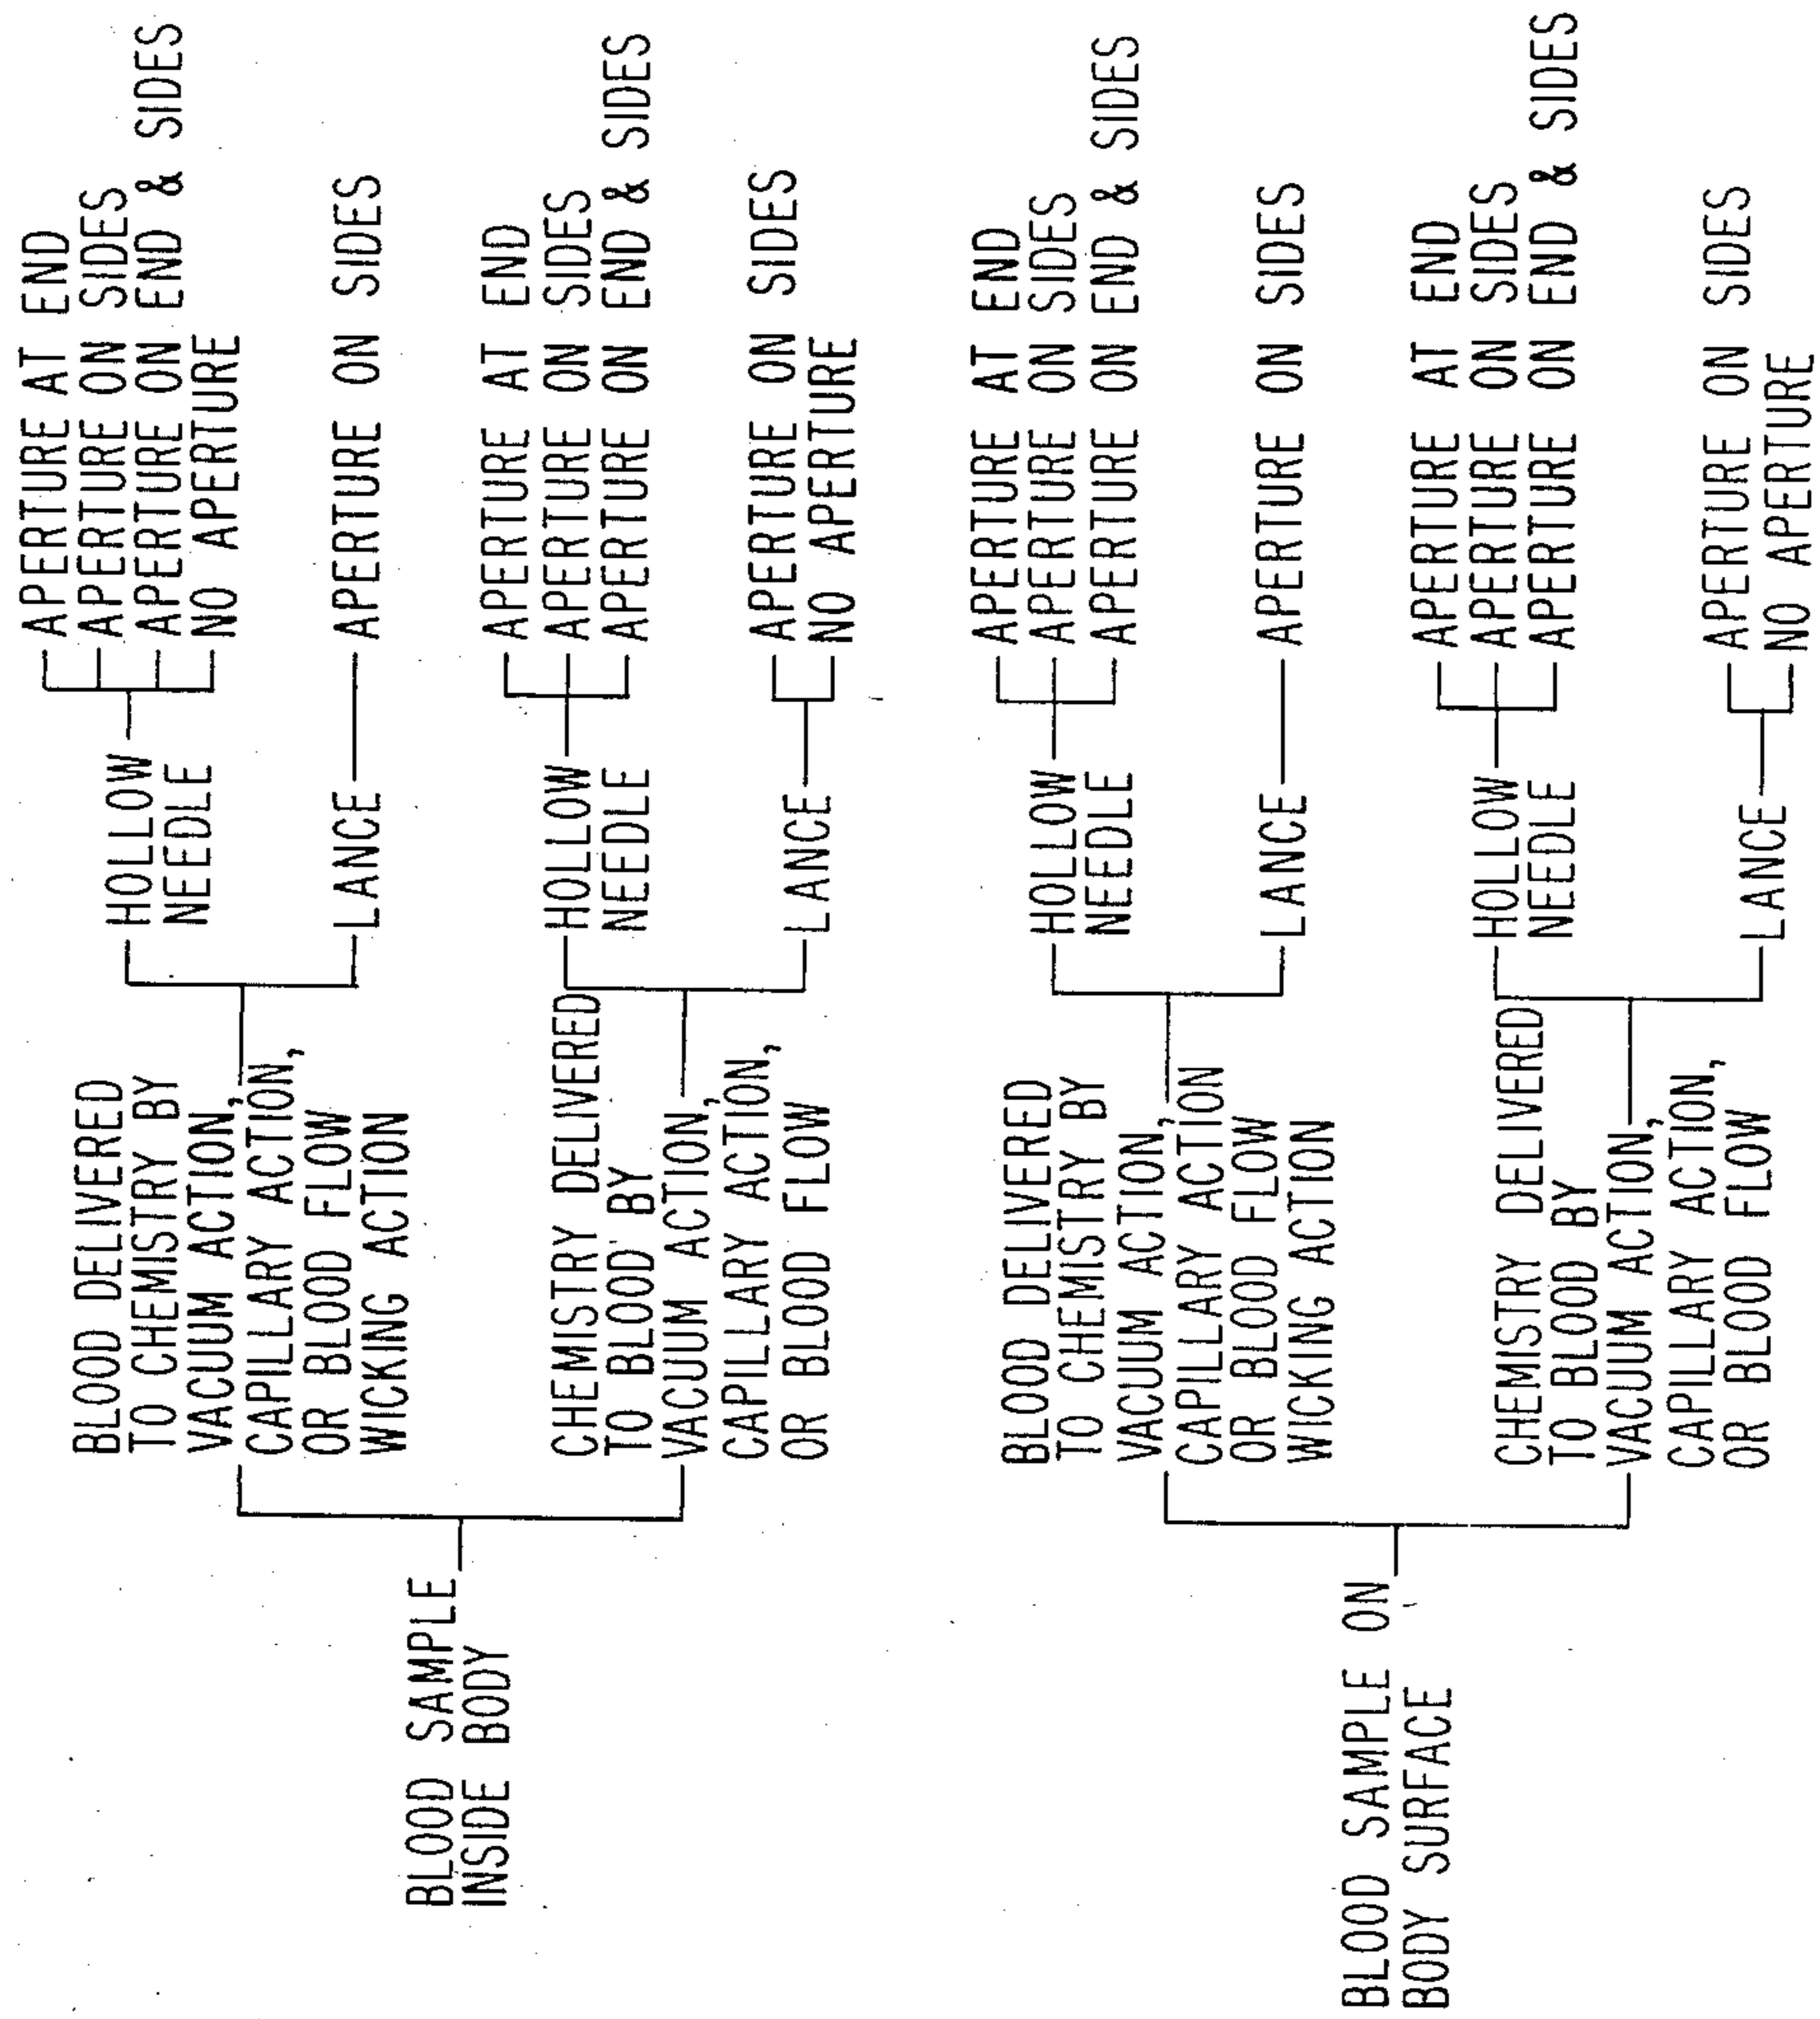 BLOOD SAMPLE
INSIDE BODY
BLOOD DELIVERED
TO CHEMISTRY BY
VACUUM ACTION,
CAPILLARY ACTION,
OR BLOOD FLOW
WICKING ACTION
HOLLOW
NEEDLE
APERTURE AT END
APERTURE ON SIDES
APERTURE ON END & SIDES
NO APERTURE
LANCE
APERTURE ON SIDES
CHEMISTRY DELIVERED
TO BLOOD BY
VACUUM ACTION,
CAPILLARY ACTION,
OR BLOOD FLOW
HOLLOW
NEEDLE
APERTURE AT END
APERTURE ON SIDES
APERTURE ON END & SIDES
LANCE
APERTURE ON SIDES
NO APERTURE
BLOOD SAMPLE ON
BODY SURFACE
BLOOD DELIVERED
TO CHEMISTRY BY
VACUUM ACTION,
CAPILLARY ACTION
OR BLOOD FLOW
WICKING ACTION
HOLLOW
NEEDLE
APERTURE AT END
APERTURE ON SIDES
APERTURE ON END & SIDES
LANCE
APERTURE ON SIDES
CHEMISTRY DELIVERED
TO BLOOD BY
VACUUM ACTION,
CAPILLARY ACTION,
OR BLOOD FLOW
HOLLOW
NEEDLE
APERTURE AT END
APERTURE ON SIDES
APERTURE ON END & SIDES
LANCE
APERTURE ON SIDES
NO APERTURE